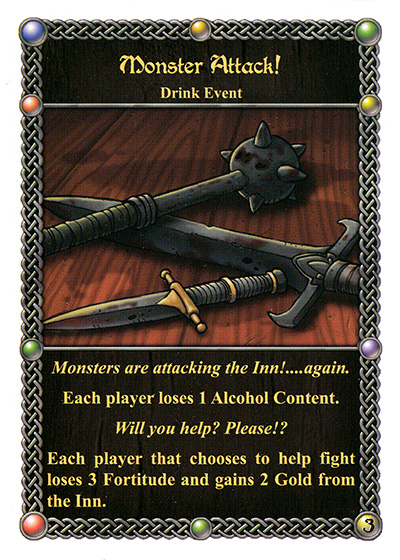 Monster Attack!
Drink Event
Monsters are attacking the Inn!....again.
Each player loses 1 Alcohol Content.
Will you help? Please!?
Each player that chooses to help fight
loses 3 Fortitude and gains 2 Gold from
the Inn.
3